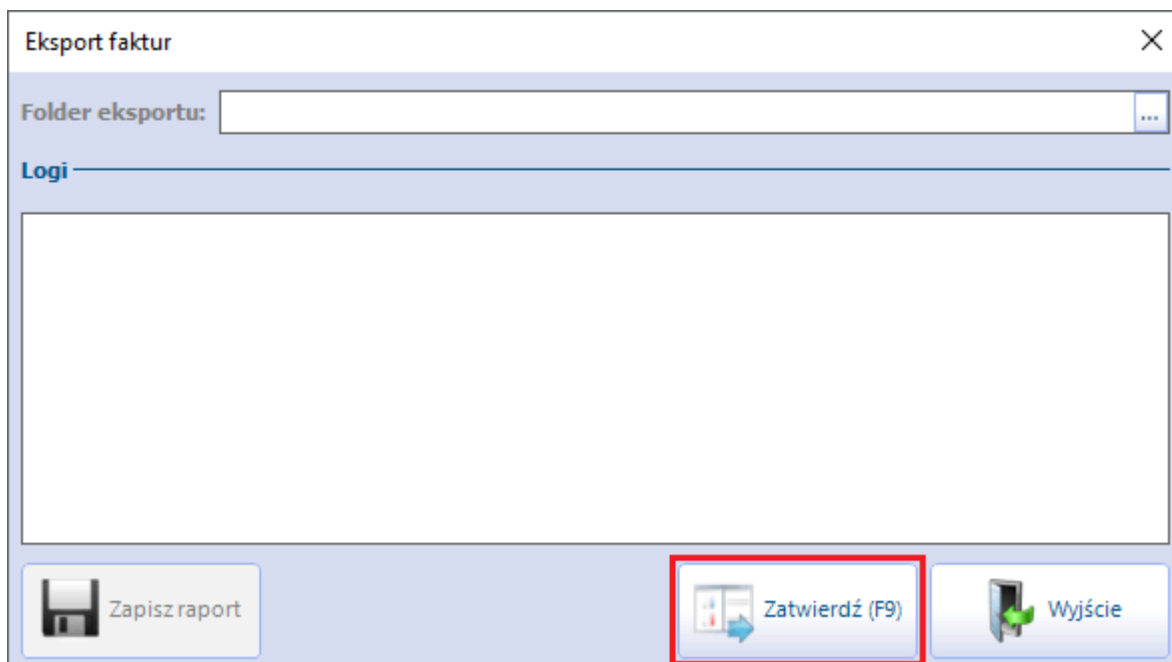 Eksport faktur
Folder eksportu: ...
Logi
Zapisz raport Zatwierdź (F9) Wyjście